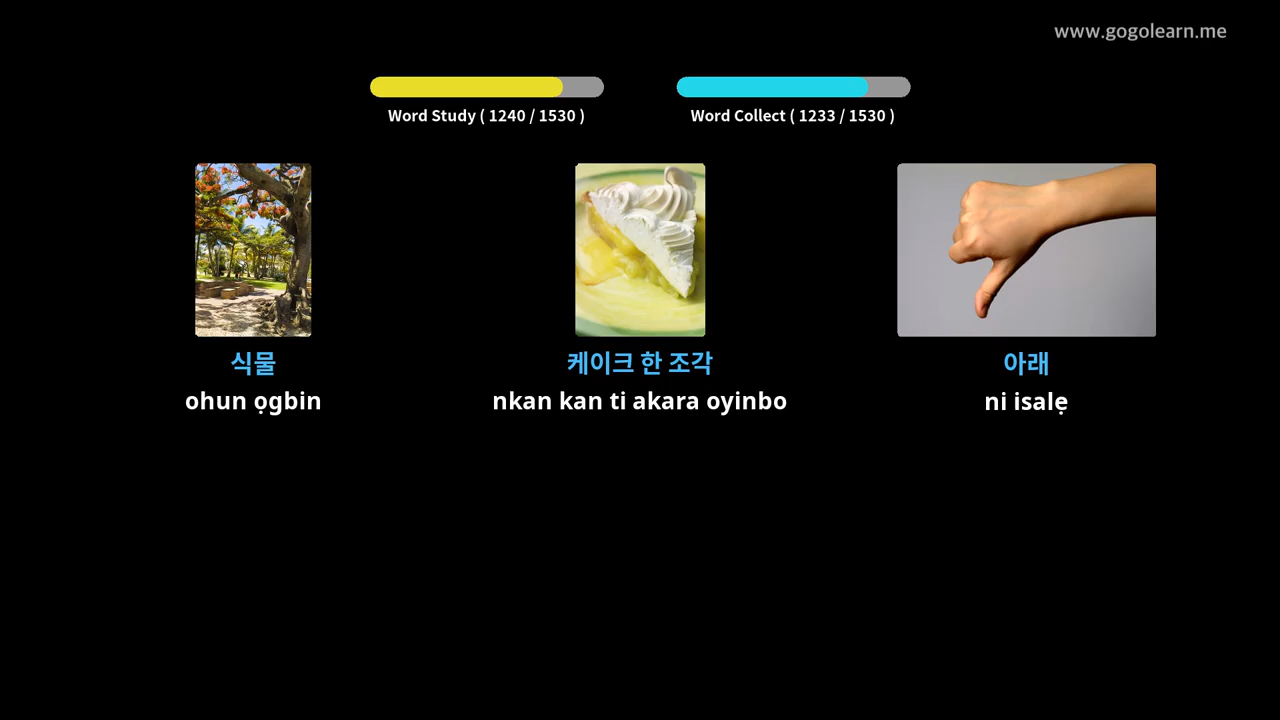 www.gogolearn.me
Word Study ( 1240 / 1530 )
Word Collect ( 1233 / 1530 )
식물
케이크 한 조각
아래
ohun ọgbin
nkan kan ti akara oyinbo
ni isalẹ